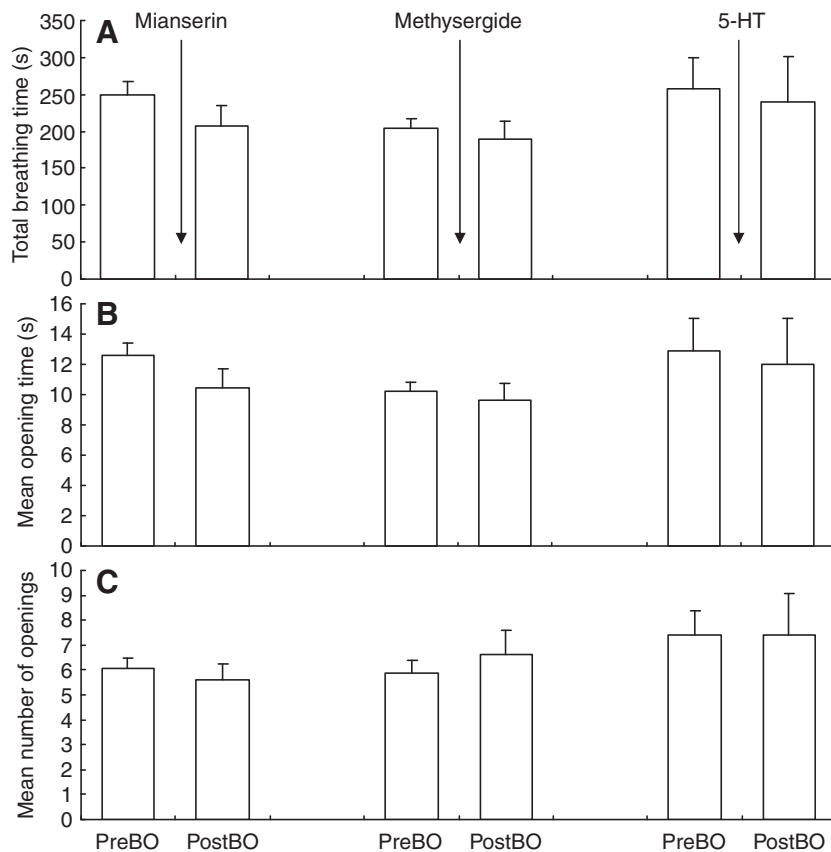 A
Mianserin
Methysergide
5-HT
Total breathing time (s)
350
300
250
200
150
100
50
0
B
Mean opening time (s)
16
14
12
10
8
6
4
2
0
C
Mean number of openings
10
9
8
7
6
5
4
3
2
1
0
PreBO PostBO PreBO PostBO PreBO PostBO